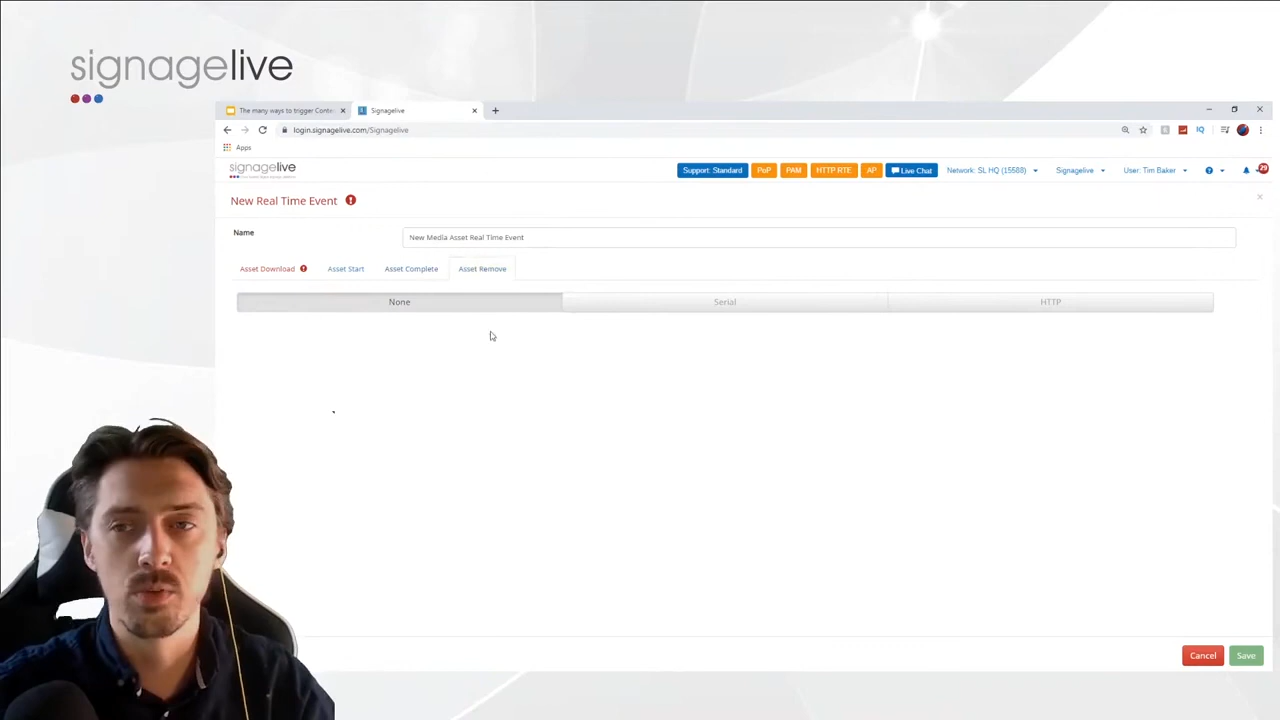 signagelive
The many ways to trigger Conte
Signagelive
login.signagelive.com/Signagelive
IQ
Apps
signagelive
Support: Standard
PoP
PAM
HTTP RTE
AP
Live Chat
Network: SL HQ (15588)
Signagelive
User: Tim Baker
29
New Real Time Event
Name
New Media Asset Real Time Event
Asset Download
Asset Start
Asset Complete
Asset Remove
None
Serial
HTTP
Cancel
Save